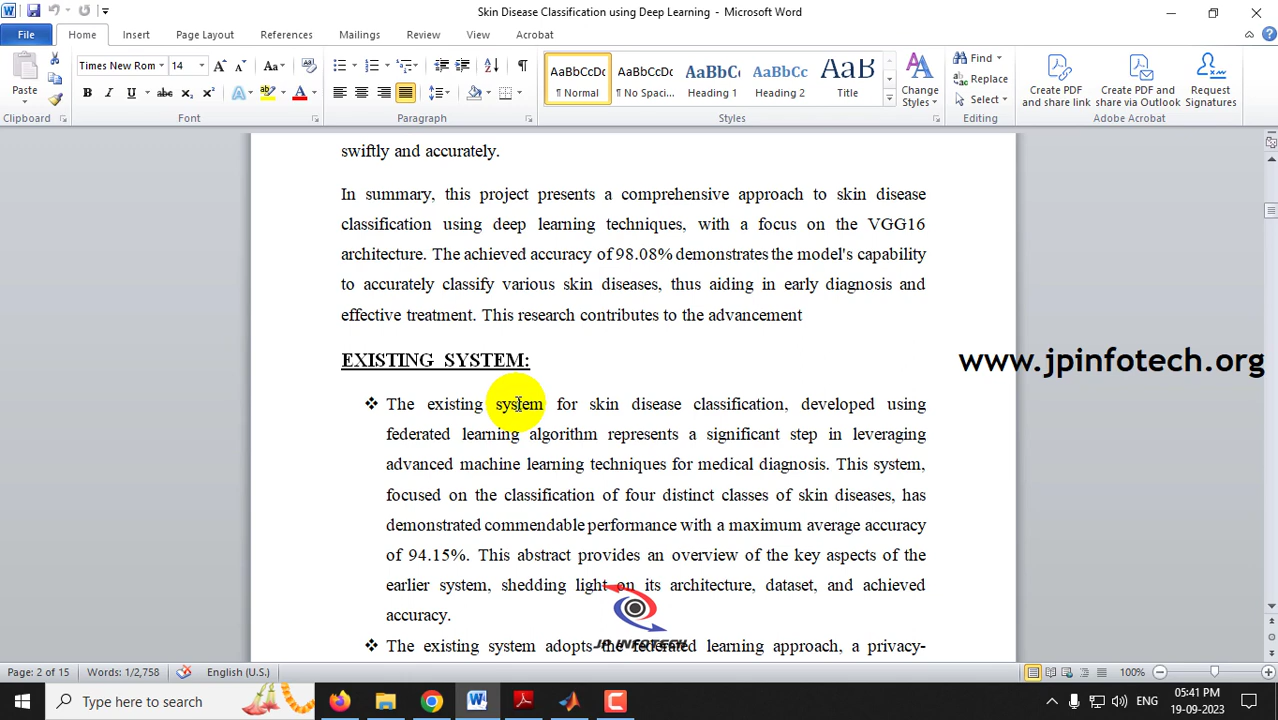 Skin Disease Classification using Deep Learning - Microsoft Word
File Home Insert Page Layout References Mailings Review View Acrobat
Times New Rom 14
Paste
Clipboard Font Paragraph Styles Editing Adobe Acrobat
AaBbCcDc AaBbCcDc AaBbC AaBbCc AaB
¶ Normal ¶ No Spaci... Heading 1 Heading 2 Title
Change Styles
Find
Replace
Select
Create PDF and share link
Create PDF and share via Outlook
Request Signatures
swiftly and accurately.
In summary, this project presents a comprehensive approach to skin disease
classification using deep learning techniques, with a focus on the VGG16
architecture. The achieved accuracy of 98.08% demonstrates the model's capability
to accurately classify various skin diseases, thus aiding in early diagnosis and
effective treatment. This research contributes to the advancement
EXISTING SYSTEM:
www.jpinfotech.org
❖ The existing system for skin disease classification, developed using
federated learning algorithm represents a significant step in leveraging
advanced machine learning techniques for medical diagnosis. This system,
focused on the classification of four distinct classes of skin diseases, has
demonstrated commendable performance with a maximum average accuracy
of 94.15%. This abstract provides an overview of the key aspects of the
earlier system, shedding light on its architecture, dataset, and achieved
accuracy.
JP INFOTECH
❖ The existing system adopts the federated learning approach, a privacy-
Page: 2 of 15 Words: 1/2,758 English (U.S.) 100%
Type here to search
ENG
05:41 PM
19-09-2023